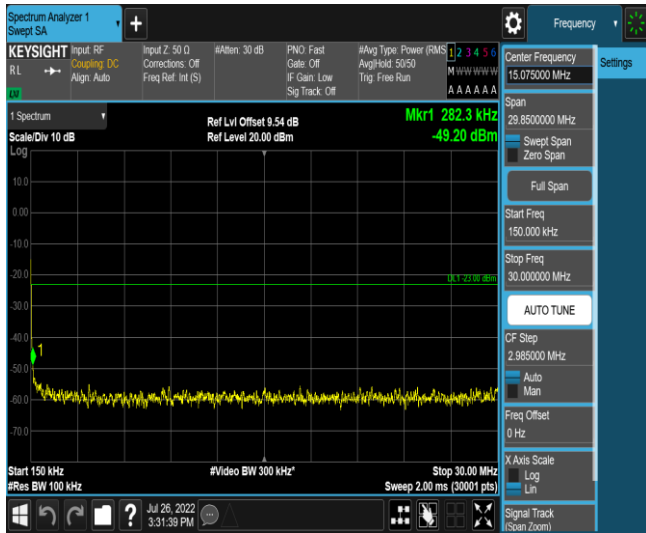 Spectrum Analyzer 1
Swept SA
Frequency
KEYSIGHT
RL
Input: RF
Coupling: DC
Align: Auto
Input Z: 50 Ω
Corrections: Off
Freq Ref: Int (S)
#Atten: 30 dB
PNO: Fast
Gate: Off
IF Gain: Low
Sig Track: Off
#Avg Type: Power (RMS
Avg|Hold: 50/50
Trig: Free Run
1 2 3 4 5 6
M W W W W W
A A A A A A
LXI
1 Spectrum
Scale/Div 10 dB
Log
Ref Lvl Offset 9.54 dB
Ref Level 20.00 dBm
Mkr1 282.3 kHz
-49.20 dBm
10.0
0.00
-10.0
-20.0
DL1 -23.00 dBm
-30.0
-40.0
1
-50.0
-60.0
-70.0
Start 150 kHz
#Video BW 300 kHz*
Stop 30.00 MHz
#Res BW 100 kHz
Sweep 2.00 ms (30001 pts)
Jul 26, 2022
3:31:39 PM
?
Center Frequency
15.075000 MHz
Settings
Span
29.8500000 MHz
Swept Span
Zero Span
Full Span
Start Freq
150.000 kHz
Stop Freq
30.000000 MHz
AUTO TUNE
CF Step
2.985000 MHz
Auto
Man
Freq Offset
0 Hz
X Axis Scale
Log
Lin
Signal Track
(Span Zoom)